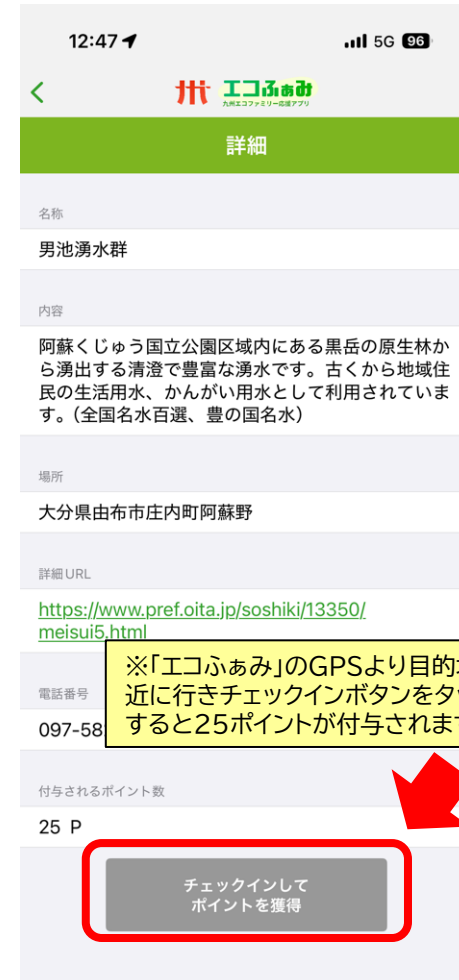 12:47
5G 96
エコふぁみ
九州エコファミリー応援アプリ
詳細
名称
男池湧水群
内容
阿蘇くじゅう国立公園区域内にある黒岳の原生林か
ら湧出する清澄で豊富な湧水です。古くから地域住
民の生活用水、かんがい用水として利用されていま
す。（全国名水百選、豊の国名水）
場所
大分県由布市庄内町阿蘇野
詳細URL
https://www.pref.oita.jp/soshiki/13350/
meisui5.html
※「エコふぁみ」のGPSより目的
近に行きチェックインボタンをタ
すると25ポイントが付与されま
電話番号
097-58
付与されるポイント数
25 P
チェックインして
ポイントを獲得